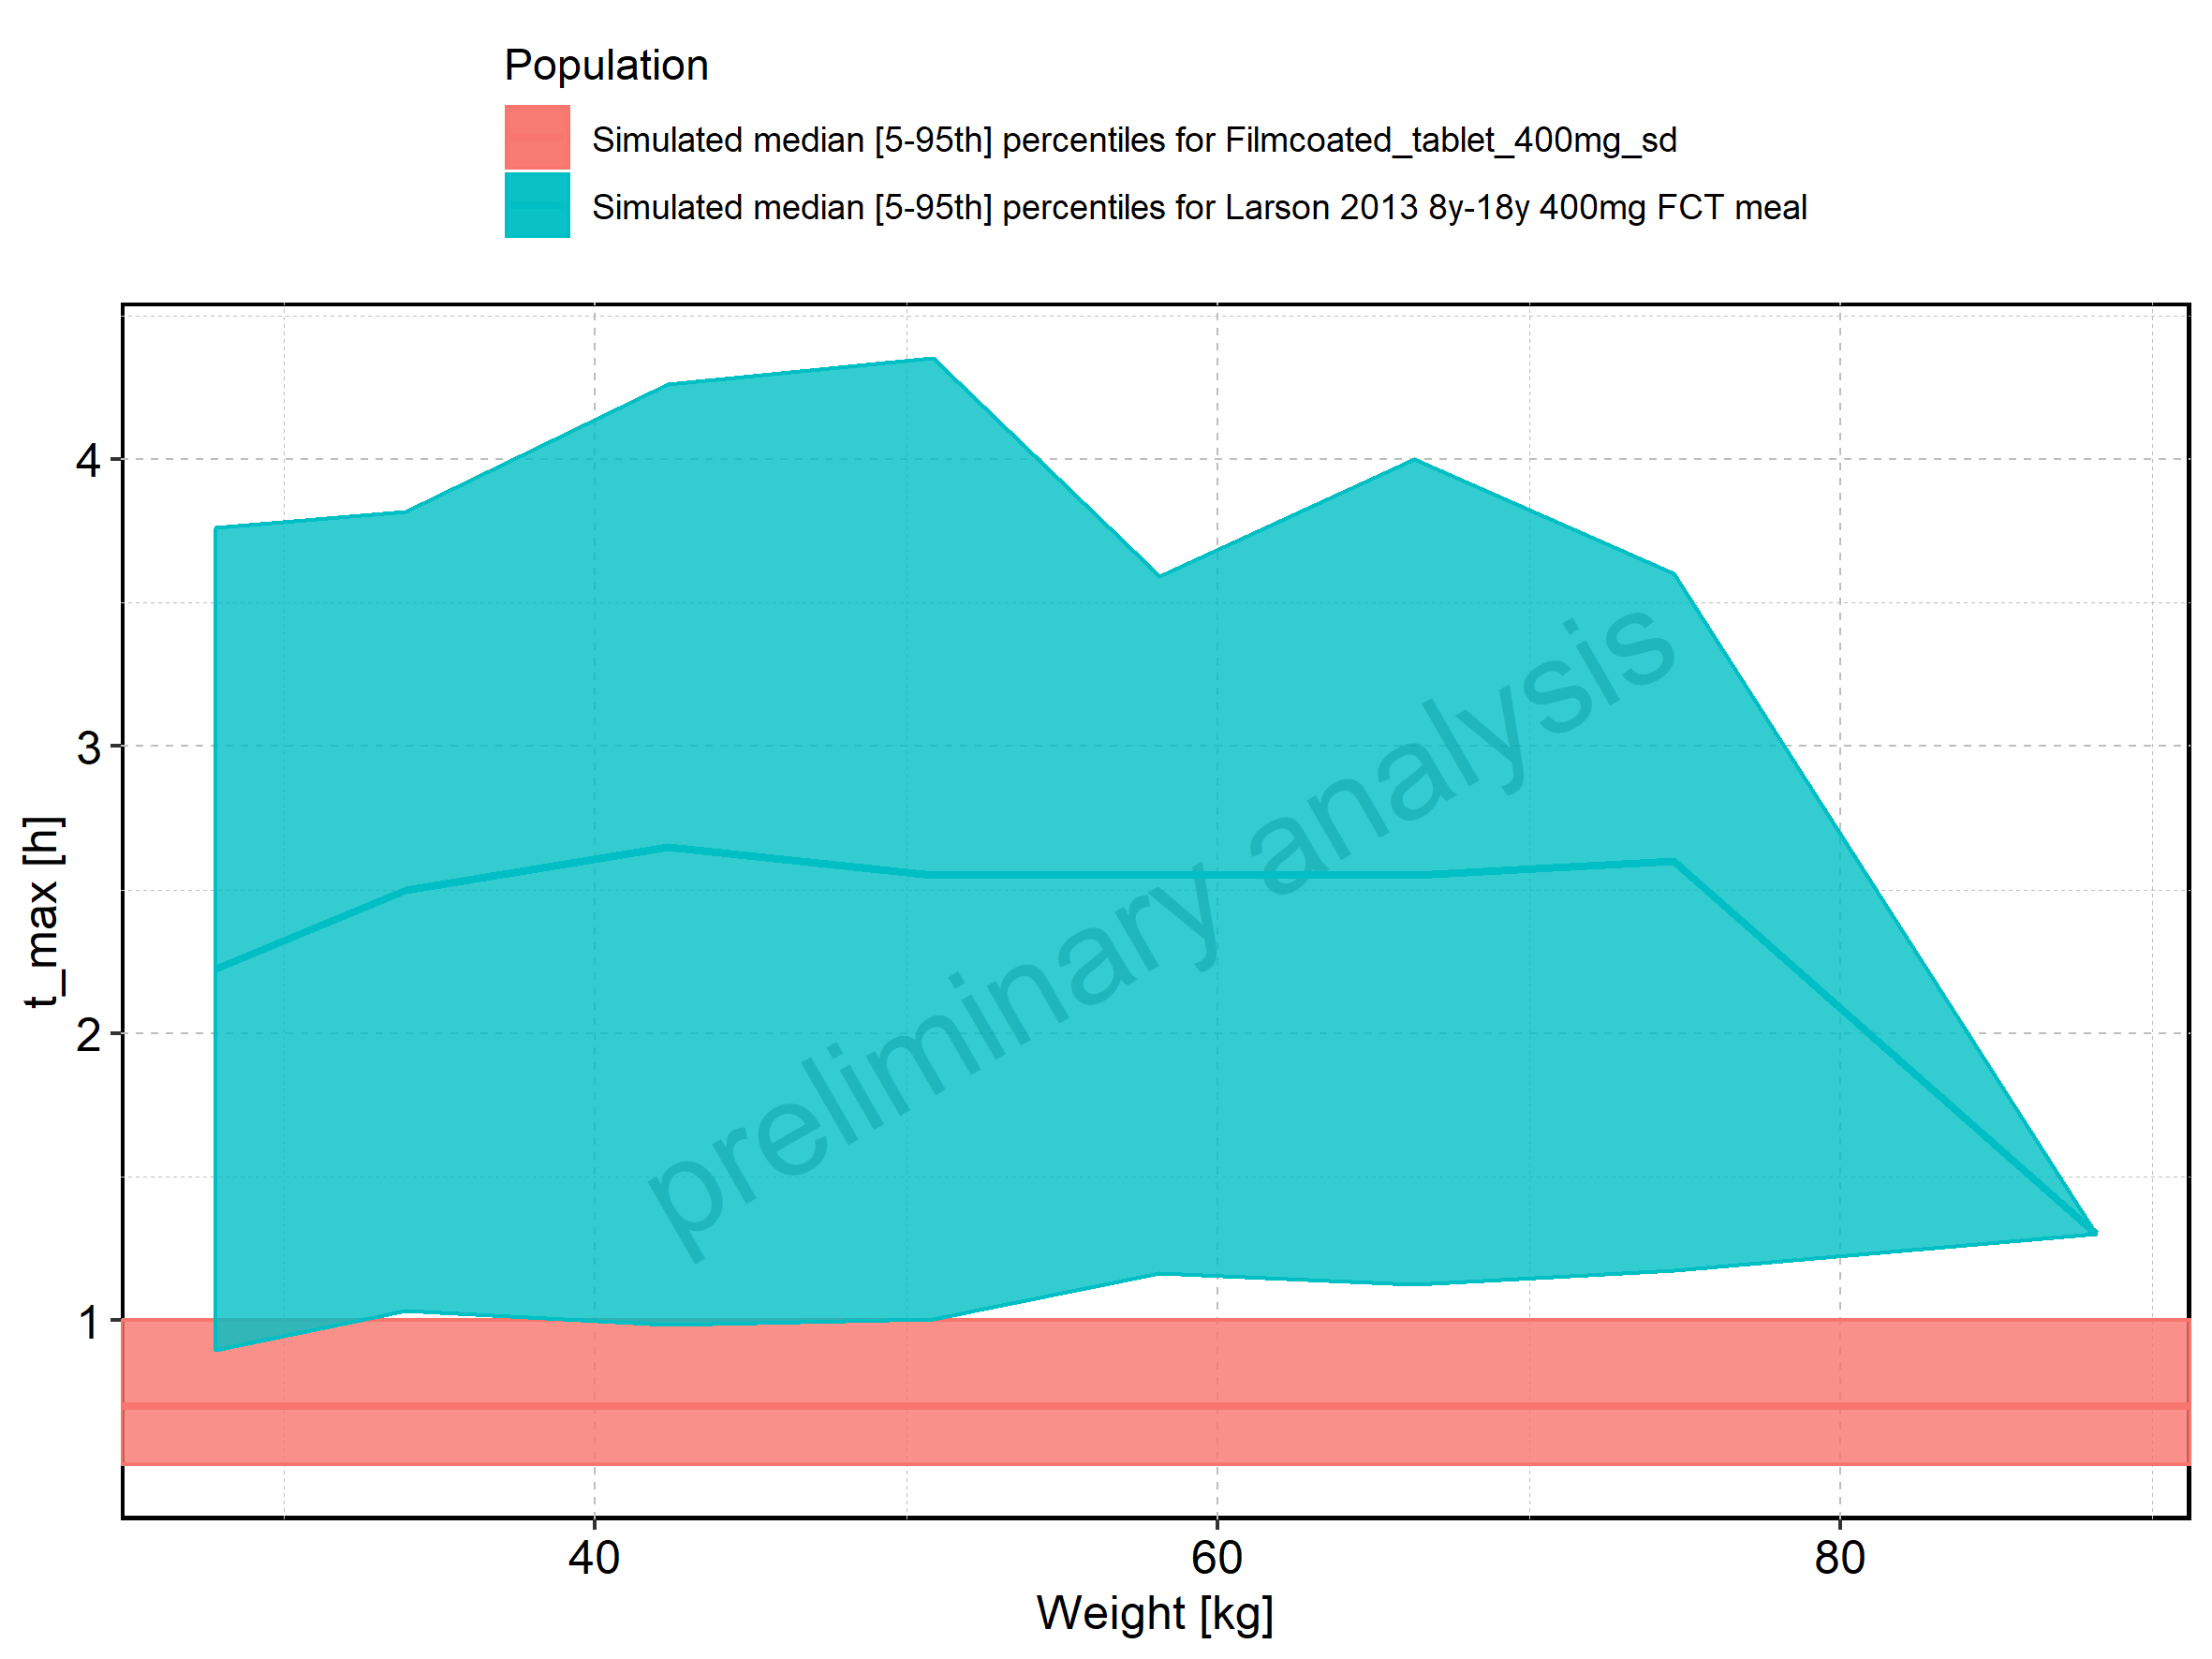 Population
Simulated median [5-95th] percentiles for Filmcoated_tablet_400mg_sd
Simulated median [5-95th] percentiles for Larson 2013 8y-18y 400mg FCT meal
4
3
2
1
t_max [h]
preliminary analysis
40 60 80
Weight [kg]